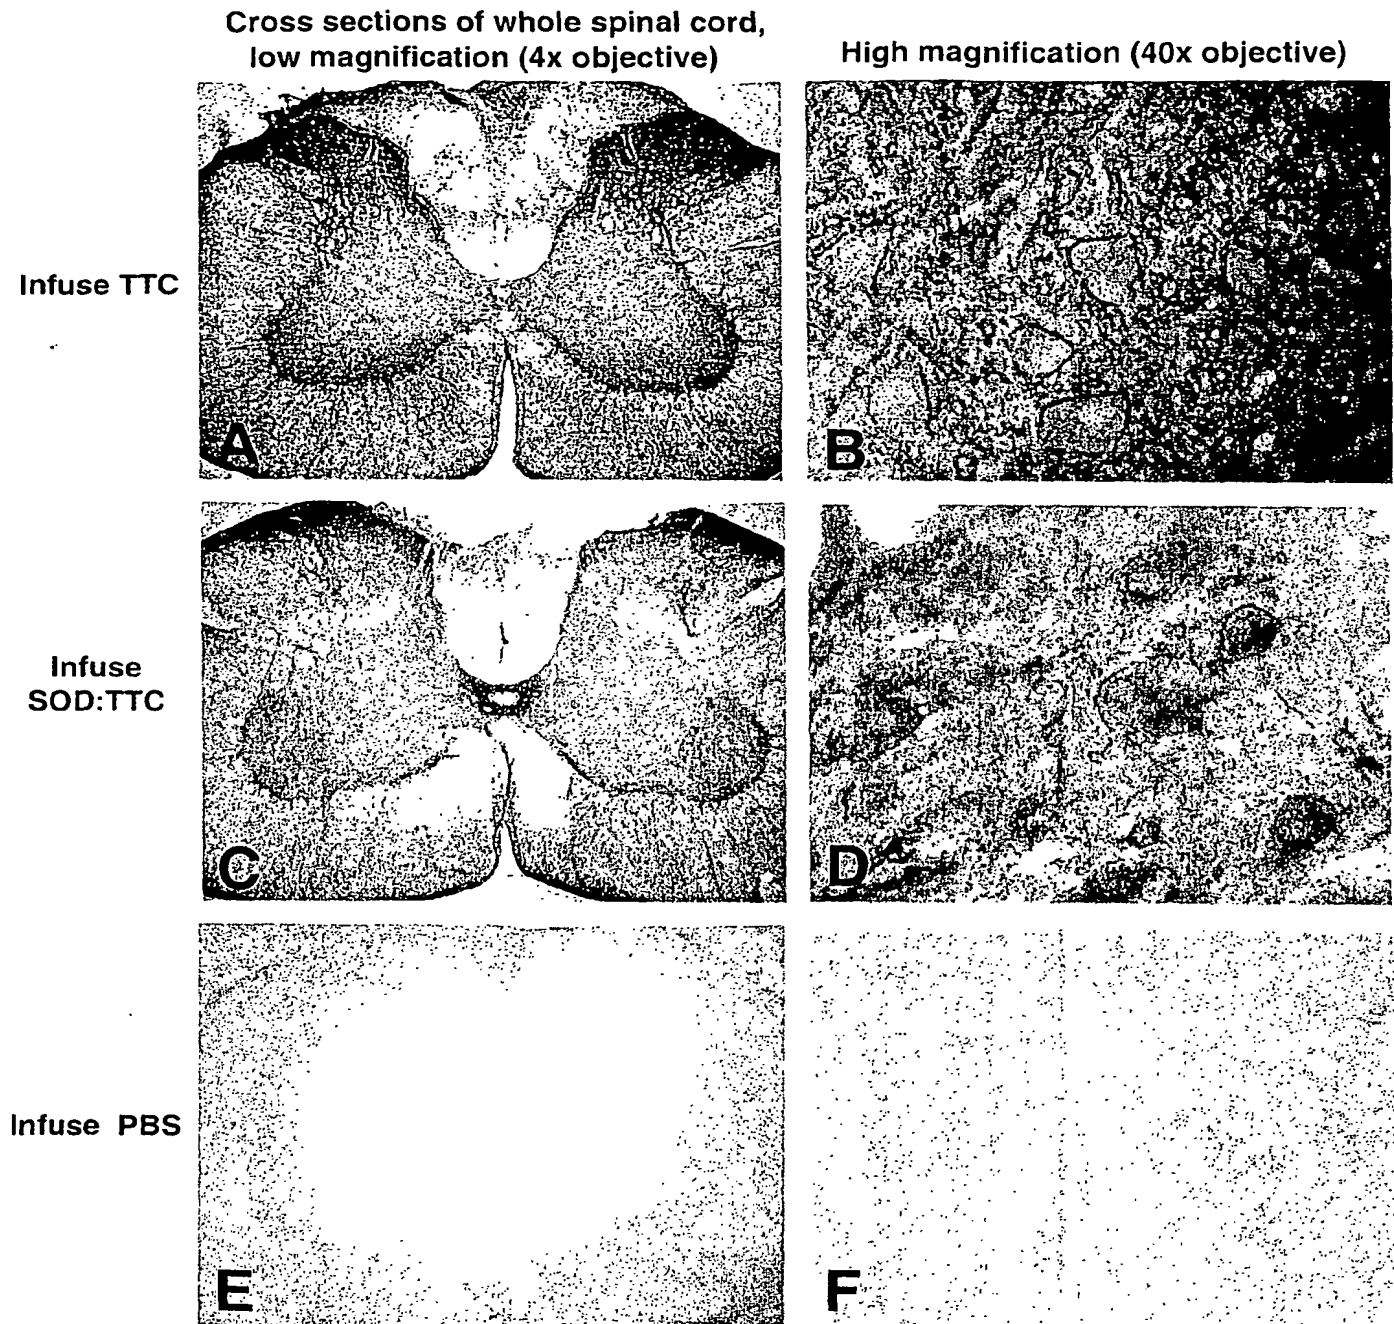 Cross sections of whole spinal cord,
low magnification (4x objective)
High magnification (40x objective)
Infuse TTC
A
B
Infuse
SOD:TTC
C
D
Infuse PBS
E
F